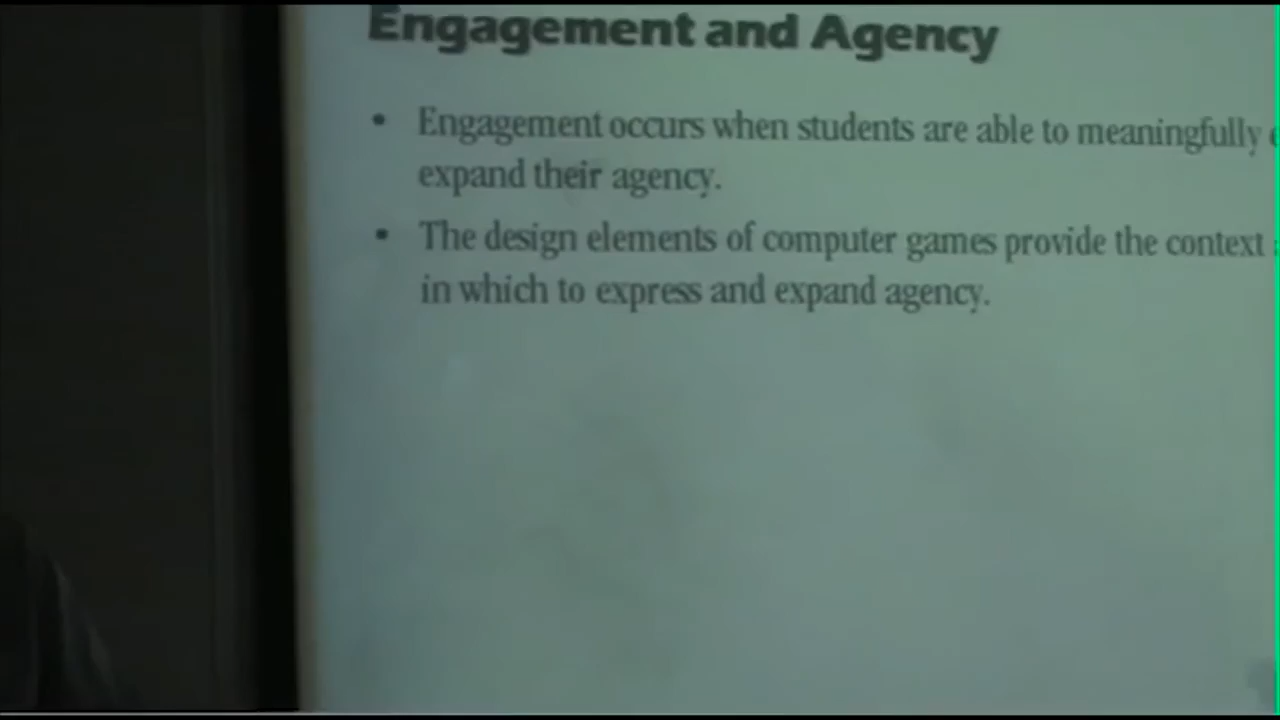 Engagement and Agency
• Engagement occurs when students are able to meaningfully
expand their agency.
• The design elements of computer games provide the context
in which to express and expand agency.